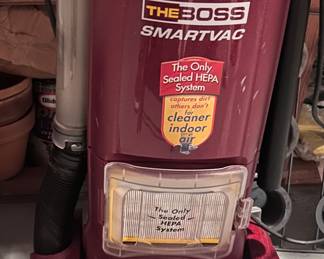 THE BOSS
SMARTVAC
The Only
Sealed HEPA
System
captures dirt
others don't
for
cleaner
indoor
air
The Only
Sealed
HEPA
System